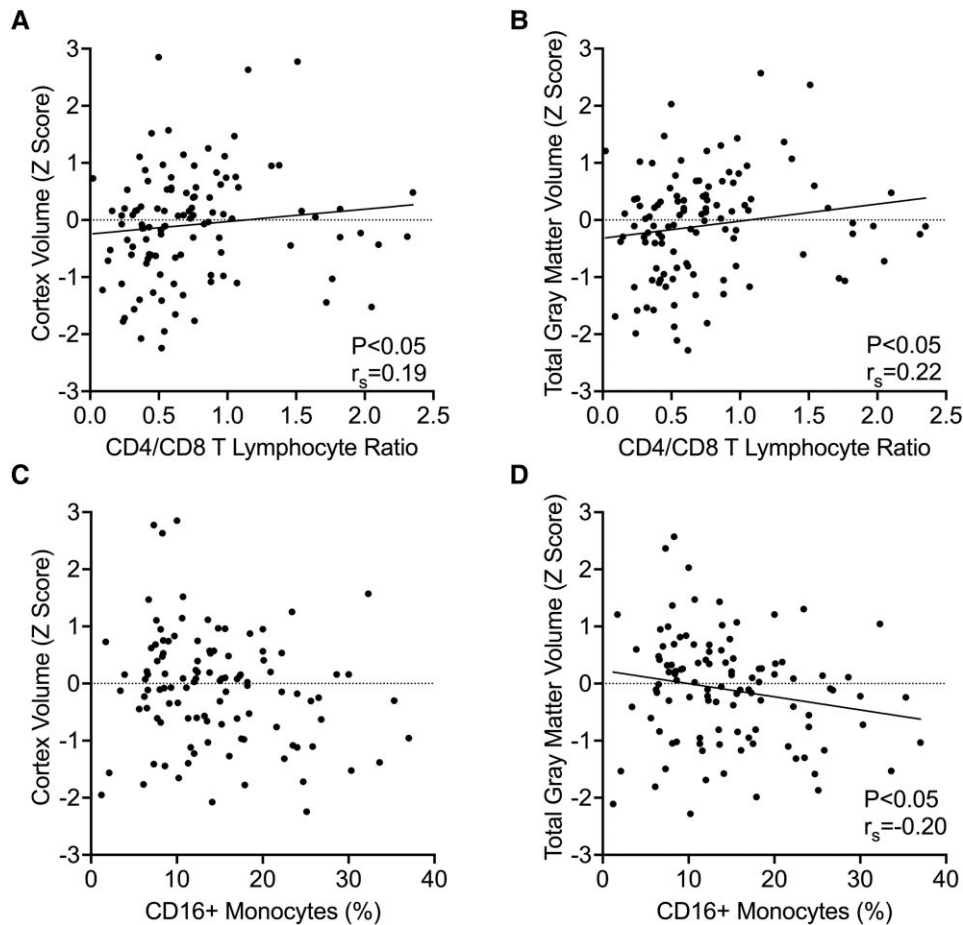 A
B
Cortex Volume (Z Score)
3
2
1
0
-1
-2
-3
P<0.05
rs=0.19
0.0 0.5 1.0 1.5 2.0 2.5
CD4/CD8 T Lymphocyte Ratio
Total Gray Matter Volume (Z Score)
3
2
1
0
-1
-2
-3
P<0.05
rs=0.22
0.0 0.5 1.0 1.5 2.0 2.5
CD4/CD8 T Lymphocyte Ratio
C
D
Cortex Volume (Z Score)
3
2
1
0
-1
-2
-3
0 10 20 30 40
CD16+ Monocytes (%)
Total Gray Matter Volume (Z Score)
3
2
1
0
-1
-2
-3
P<0.05
rs=-0.20
0 10 20 30 40
CD16+ Monocytes (%)